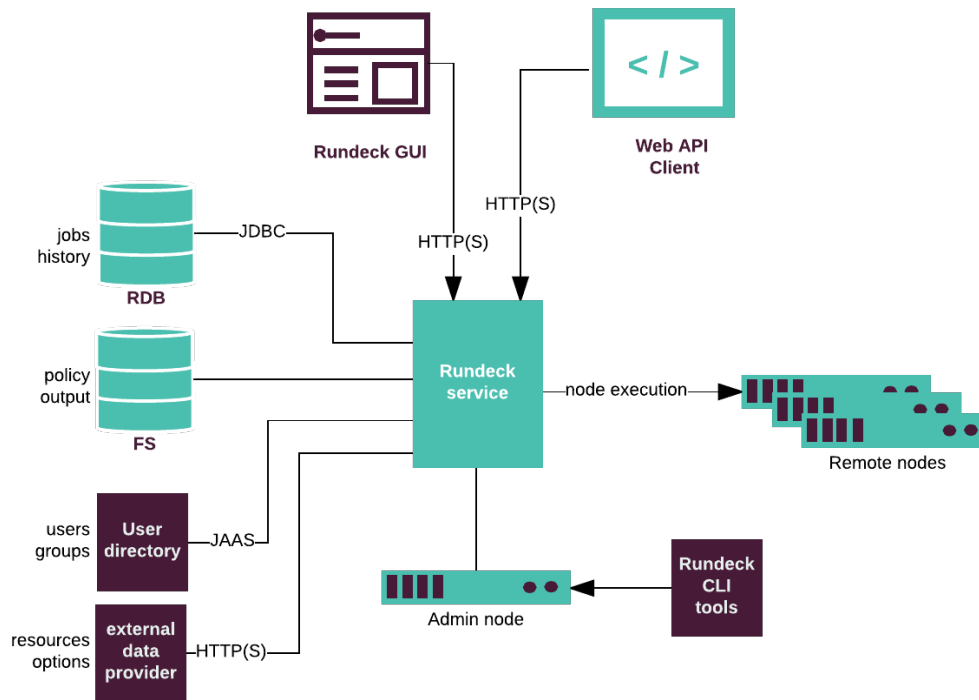 </>
Rundeck GUI
Web API
Client
HTTP(S)
HTTP(S)
jobs
history
JDBC
RDB
policy
output
FS
Rundeck
service
node execution
Remote nodes
users
groups
User
directory
JAAS
Rundeck
CLI
tools
Admin node
resources
options
external
data
provider
HTTP(S)